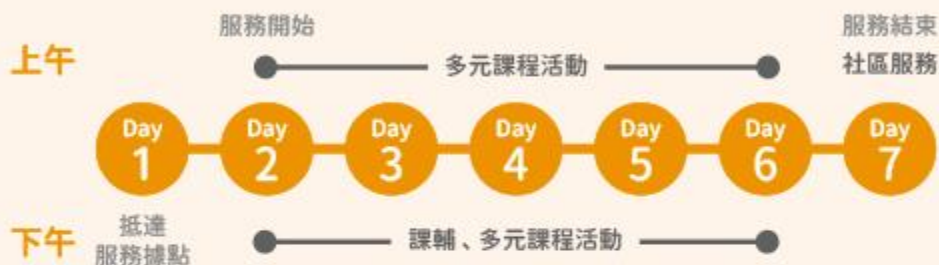 服務開始
服務結束
上午
多元課程活動
社區服務
Day 1
Day 2
Day 3
Day 4
Day 5
Day 6
Day 7
下午
抵達
服務據點
課輔、多元課程活動